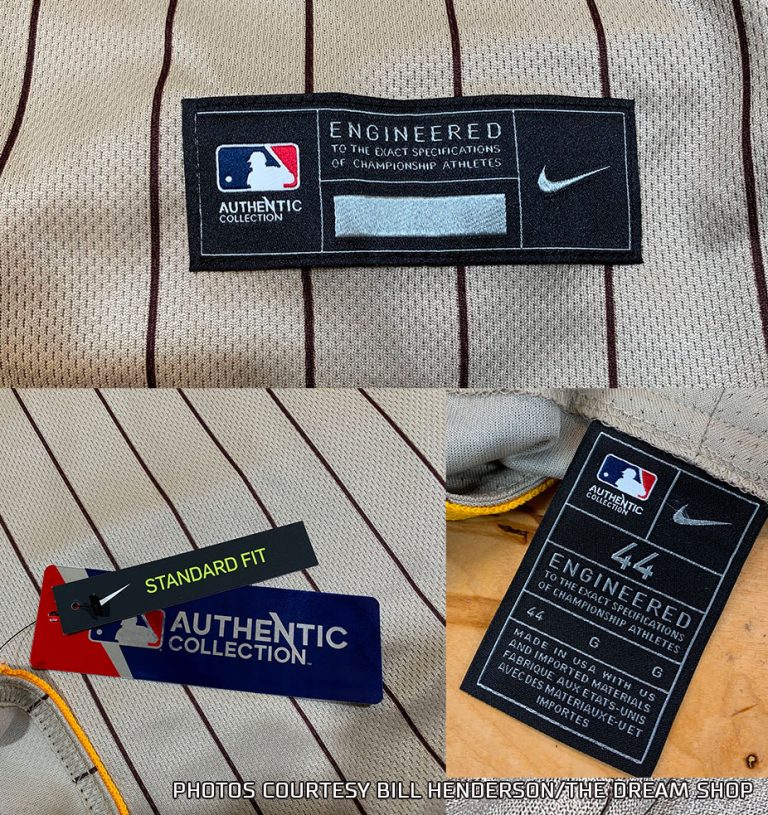 ENGINEERED
TO THE EXACT SPECIFICATIONS
OF CHAMPIONSHIP ATHLETES
AUTHENTIC
COLLECTION
STANDARD FIT
AUTHENTIC
COLLECTION™
AUTHENTIC
COLLECTION
44
ENGINEERED
TO THE EXACT SPECIFICATIONS
OF CHAMPIONSHIP ATHLETES
44 G G
MADE IN USA WITH US
AND IMPORTED MATERIALS
FABRIQUE AUX ETATS-UNIS
AVEC DES MATERIAUX E-U ET
IMPORTES
PHOTOS COURTESY BILL HENDERSON/THE DREAM SHOP